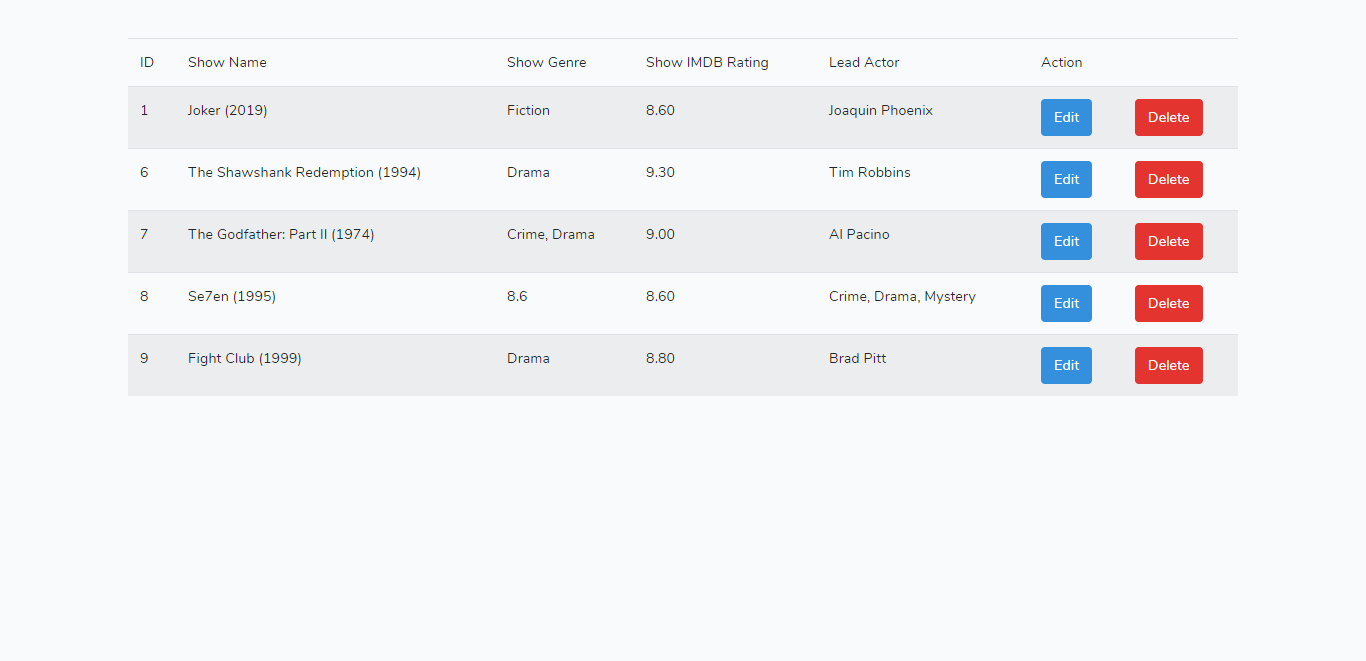 ID Show Name Show Genre Show IMDB Rating Lead Actor Action
1 Joker (2019) Fiction 8.60 Joaquin Phoenix Edit Delete
6 The Shawshank Redemption (1994) Drama 9.30 Tim Robbins Edit Delete
7 The Godfather: Part II (1974) Crime, Drama 9.00 Al Pacino Edit Delete
8 Se7en (1995) 8.6 8.60 Crime, Drama, Mystery Edit Delete
9 Fight Club (1999) Drama 8.80 Brad Pitt Edit Delete